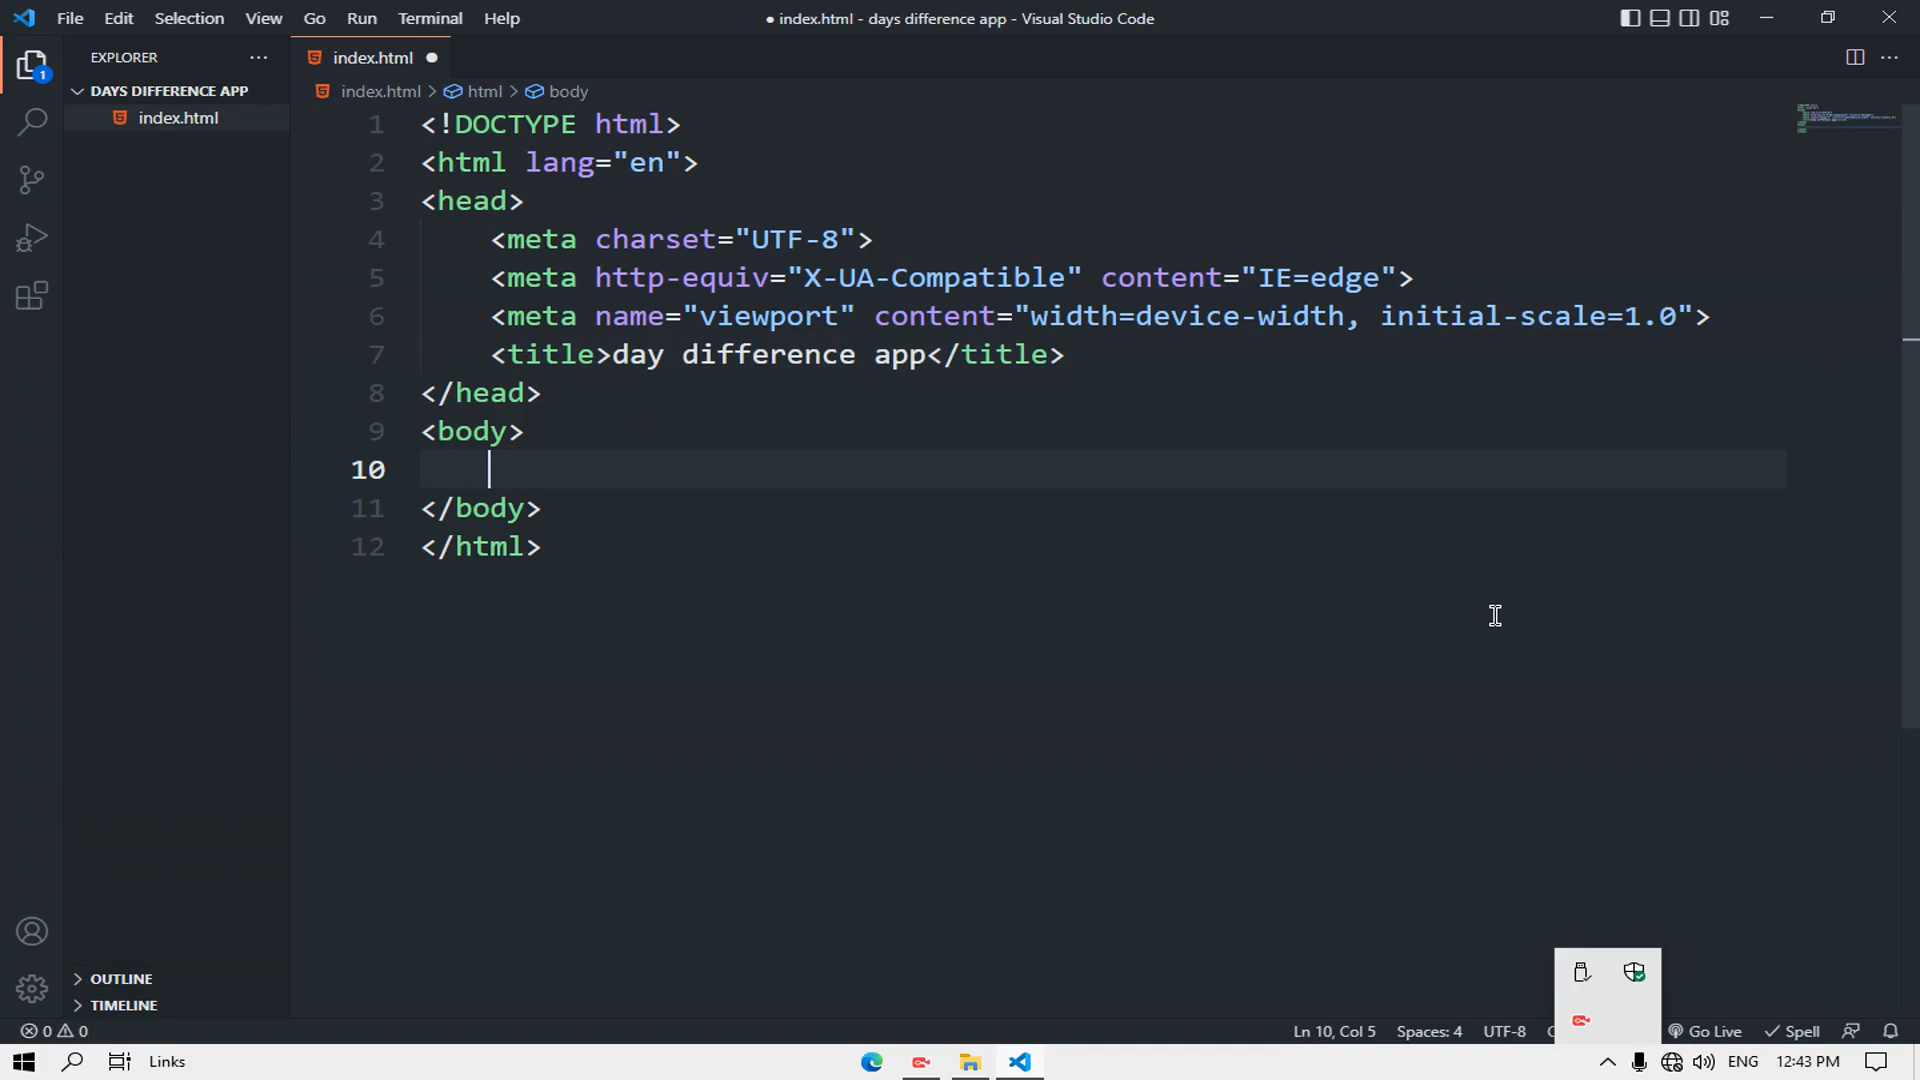 File Edit Selection View Go Run Terminal Help
● index.html - days difference app - Visual Studio Code
1
EXPLORER
DAYS DIFFERENCE APP
index.html
index.html
index.html > html > body
1 <!DOCTYPE html>
2 <html lang="en">
3 <head>
4 <meta charset="UTF-8">
5 <meta http-equiv="X-UA-Compatible" content="IE=edge">
6 <meta name="viewport" content="width=device-width, initial-scale=1.0">
7 <title>day difference app</title>
8 </head>
9 <body>
10
11 </body>
12 </html>
OUTLINE
TIMELINE
0 0
Ln 10, Col 5 Spaces: 4 UTF-8 Go Live Spell
Links
ENG 12:43 PM